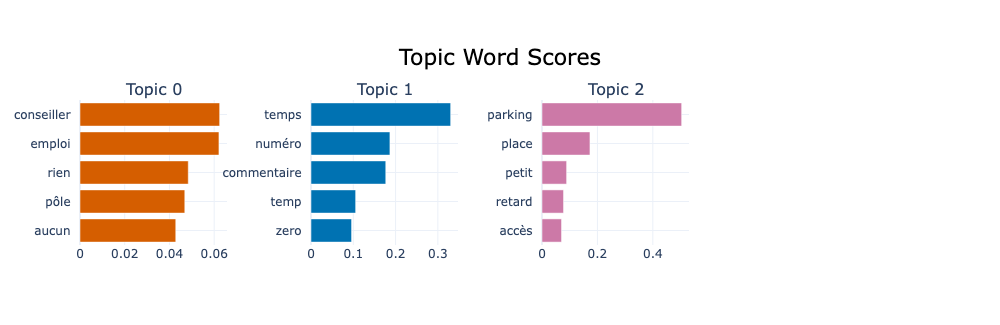 Topic Word Scores
Topic 0
conseiller
emploi
rien
pôle
aucun
0 0.02 0.04 0.06
Topic 1
temps
numéro
commentaire
temp
zero
0 0.1 0.2 0.3
Topic 2
parking
place
petit
retard
accès
0 0.2 0.4